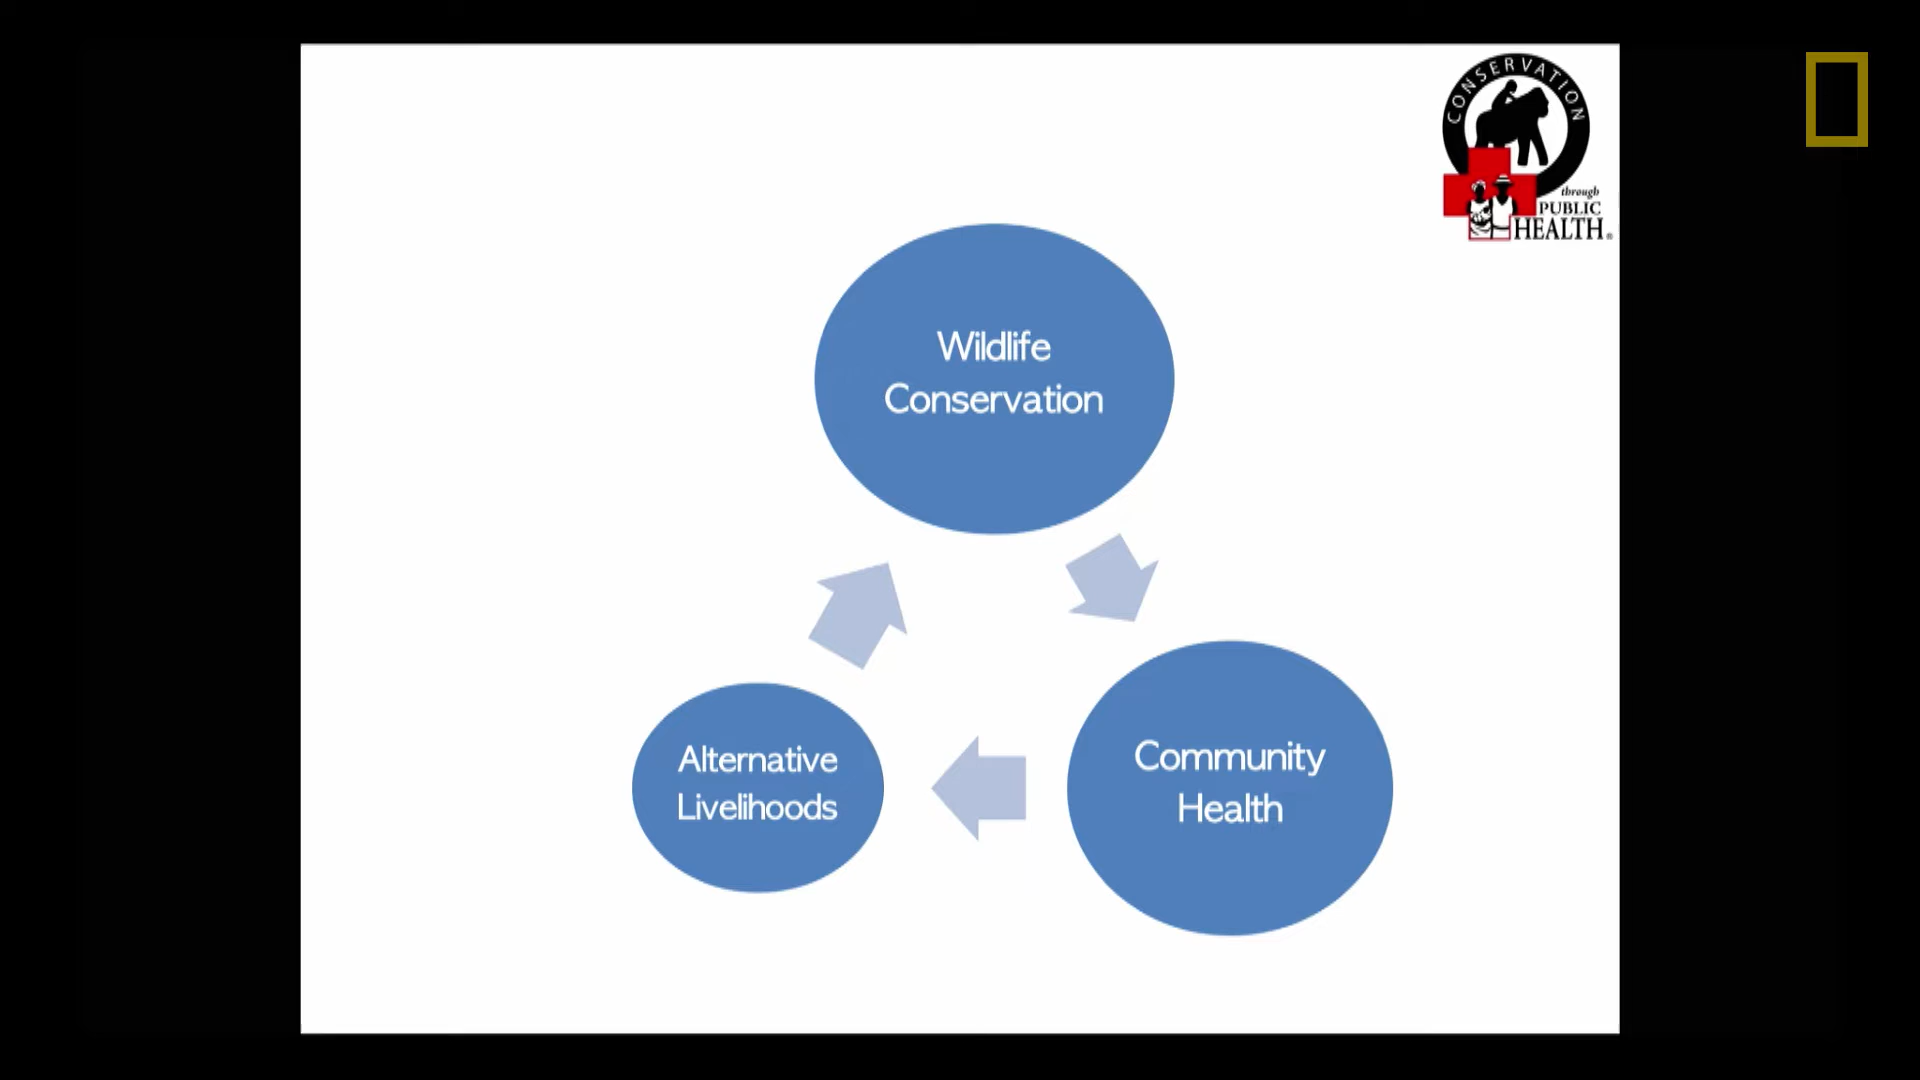 CONSERVATION
through
PUBLIC
HEALTH®
Wildlife
Conservation
Alternative
Livelihoods
Community
Health